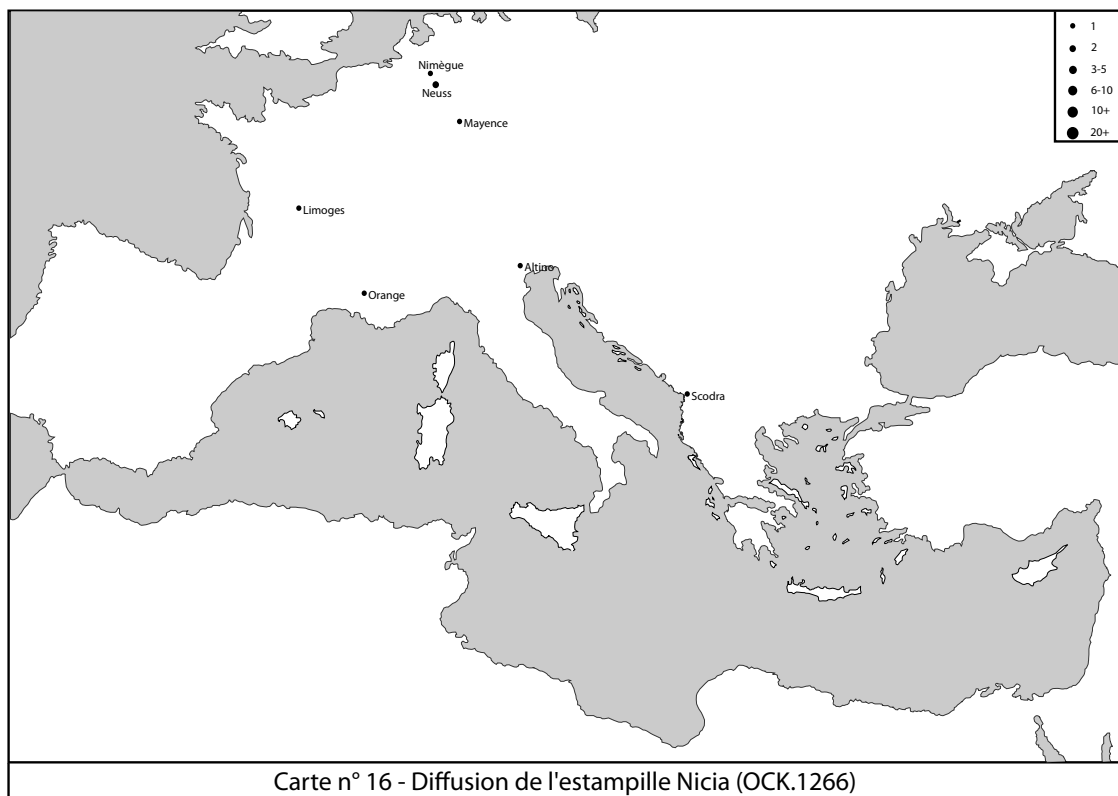 1
2
3-5
6-10
10+
20+
Nimègue
Neuss
Mayence
Limoges
Altino
Orange
Scodra
Carte n° 16 - Diffusion de l'estampille Nicia (OCK.1266)